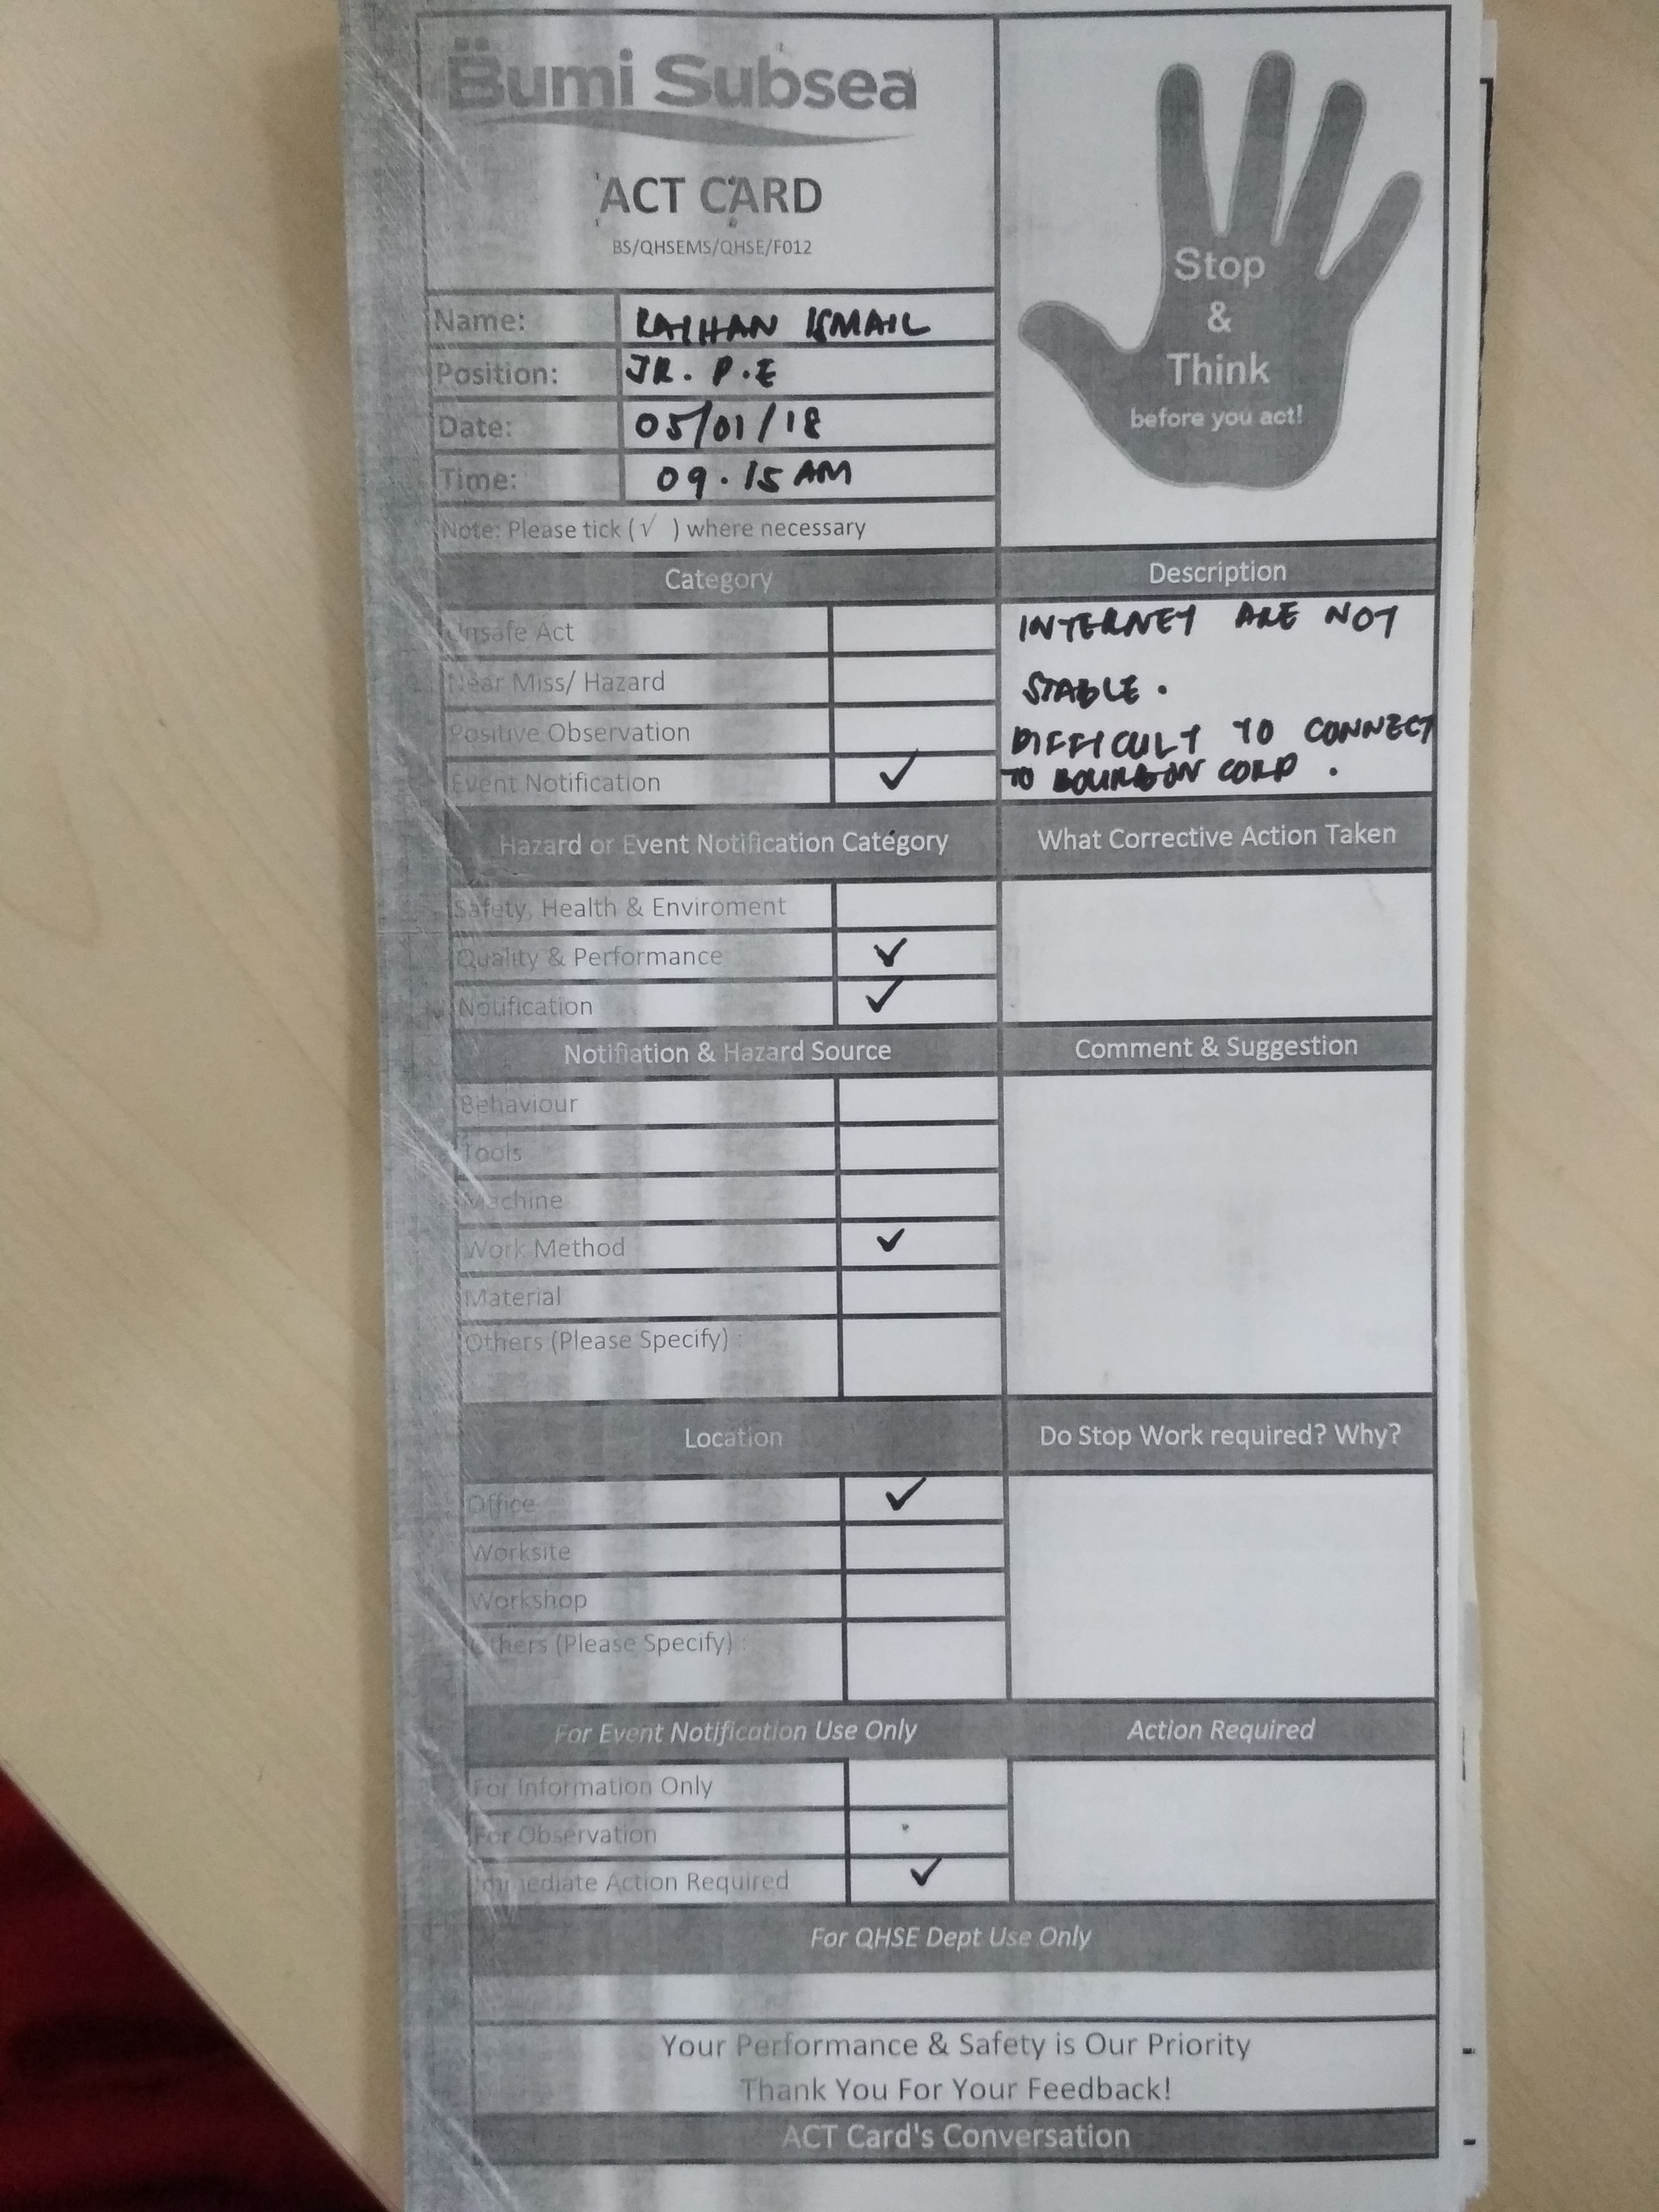 Bumi Subsea
ACT CARD
BS/QHSEMS/QHSE/F012
Stop
&
Think
before you act!
Name: RAIHAN ISMAIL
Position: JR. P.E
Date: 05/01/18
Time: 09.15 AM
Note: Please tick (√ ) where necessary
Category
Unsafe Act
Near Miss/ Hazard
Positive Observation
Event Notification ✓
Description
INTERNET ARE NOT
STABLE.
DIFFICULT TO CONNECT
TO BOURBON CORP.
Hazard or Event Notification Category
Safety, Health & Enviroment
Quality & Performance ✓
Notification ✓
What Corrective Action Taken
Notifiation & Hazard Source
Behaviour
Tools
Machine
Work Method ✓
Material
Others (Please Specify) :
Comment & Suggestion
Location
Office ✓
Worksite
Workshop
Others (Please Specify) :
Do Stop Work required? Why?
For Event Notification Use Only
For Information Only
For Observation
Immediate Action Required ✓
Action Required
For QHSE Dept Use Only
Your Performance & Safety is Our Priority
Thank You For Your Feedback!
ACT Card's Conversation